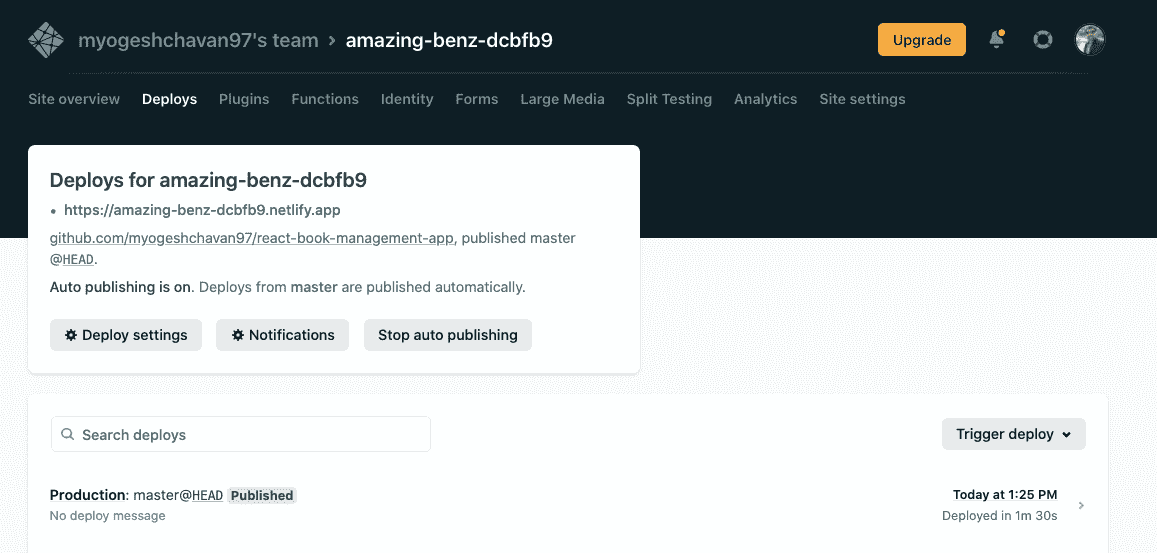 myogeshchavan97's team > amazing-benz-dcbfb9
Upgrade
Site overview Deploys Plugins Functions Identity Forms Large Media Split Testing Analytics Site settings
Deploys for amazing-benz-dcbfb9
• https://amazing-benz-dcbfb9.netlify.app
github.com/myogeshchavan97/react-book-management-app, published master
@HEAD.
Auto publishing is on. Deploys from master are published automatically.
Deploy settings Notifications Stop auto publishing
Search deploys
Trigger deploy
Production: master@HEAD Published
Today at 1:25 PM
No deploy message
Deployed in 1m 30s